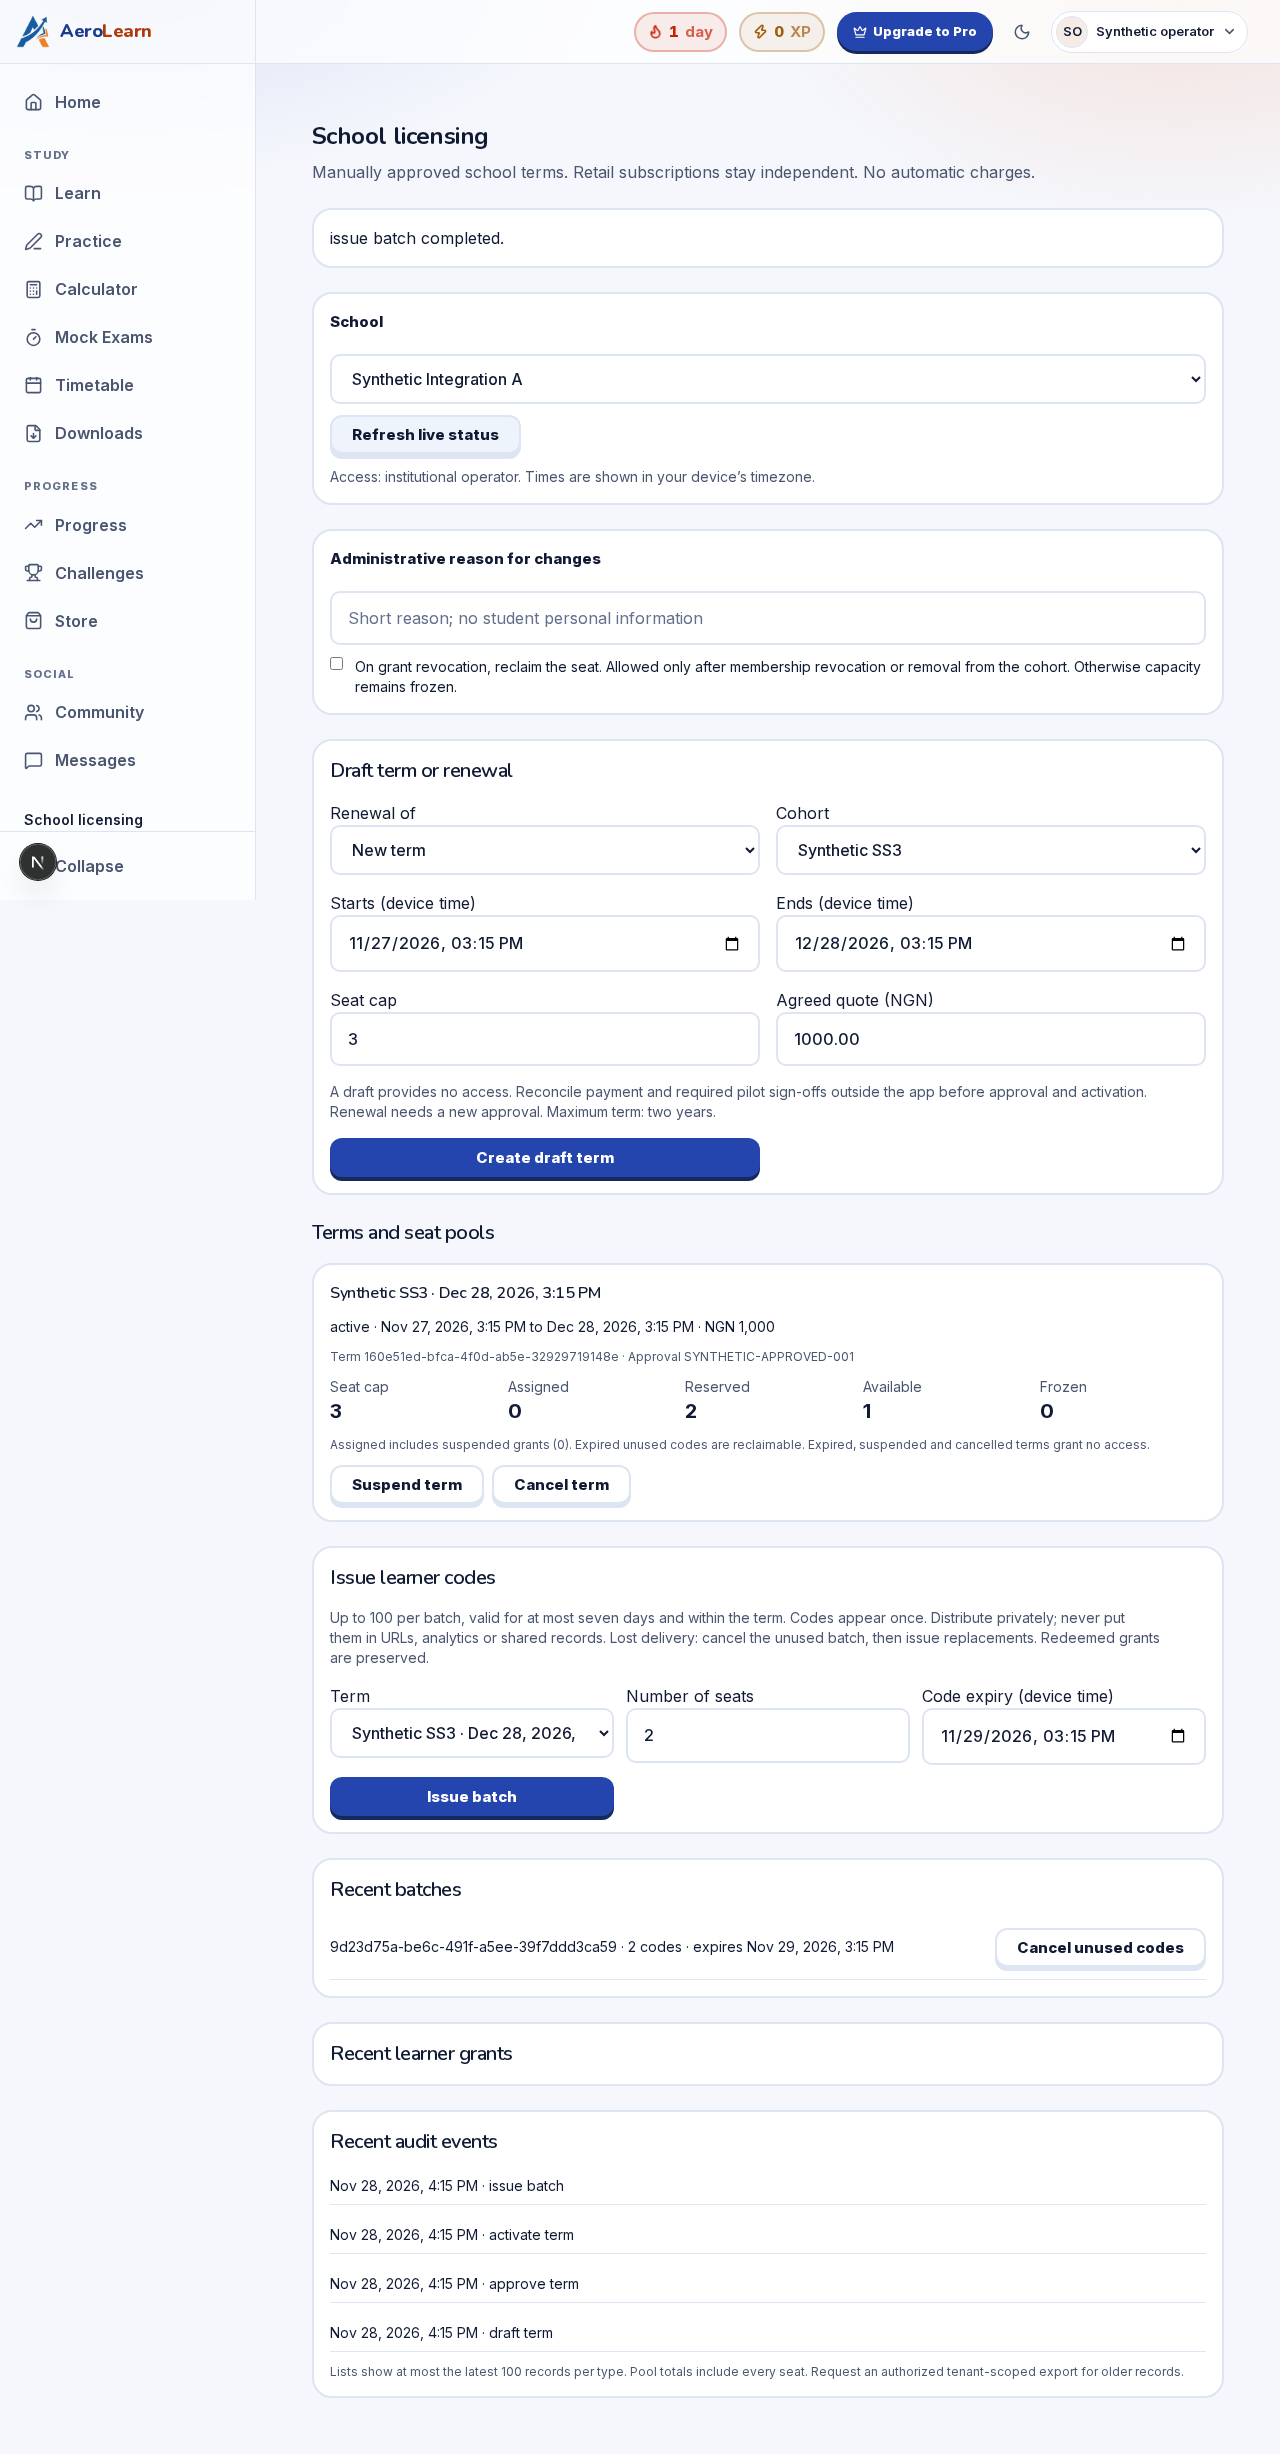 AeroLearn
1 day
0 XP
Upgrade to Pro
SO
Synthetic operator
Home
STUDY
Learn
Practice
Calculator
Mock Exams
Timetable
Downloads
PROGRESS
Progress
Challenges
Store
SOCIAL
Community
Messages
School licensing
N
Collapse
School licensing
Manually approved school terms. Retail subscriptions stay independent. No automatic charges.
issue batch completed.
School
Synthetic Integration A
Refresh live status
Access: institutional operator. Times are shown in your device’s timezone.
Administrative reason for changes
Short reason; no student personal information
On grant revocation, reclaim the seat. Allowed only after membership revocation or removal from the cohort. Otherwise capacity
remains frozen.
Draft term or renewal
Renewal of
Cohort
New term
Synthetic SS3
Starts (device time)
Ends (device time)
11/27/2026, 03:15 PM
12/28/2026, 03:15 PM
Seat cap
Agreed quote (NGN)
3
1000.00
A draft provides no access. Reconcile payment and required pilot sign-offs outside the app before approval and activation.
Renewal needs a new approval. Maximum term: two years.
Create draft term
Terms and seat pools
Synthetic SS3 · Dec 28, 2026, 3:15 PM
active · Nov 27, 2026, 3:15 PM to Dec 28, 2026, 3:15 PM · NGN 1,000
Term 160e51ed-bfca-4f0d-ab5e-32929719148e · Approval SYNTHETIC-APPROVED-001
Seat cap
Assigned
Reserved
Available
Frozen
3
0
2
1
0
Assigned includes suspended grants (0). Expired unused codes are reclaimable. Expired, suspended and cancelled terms grant no access.
Suspend term
Cancel term
Issue learner codes
Up to 100 per batch, valid for at most seven days and within the term. Codes appear once. Distribute privately; never put
them in URLs, analytics or shared records. Lost delivery: cancel the unused batch, then issue replacements. Redeemed grants
are preserved.
Term
Number of seats
Code expiry (device time)
Synthetic SS3 · Dec 28, 2026,
2
11/29/2026, 03:15 PM
Issue batch
Recent batches
9d23d75a-be6c-491f-a5ee-39f7ddd3ca59 · 2 codes · expires Nov 29, 2026, 3:15 PM
Cancel unused codes
Recent learner grants
Recent audit events
Nov 28, 2026, 4:15 PM · issue batch
Nov 28, 2026, 4:15 PM · activate term
Nov 28, 2026, 4:15 PM · approve term
Nov 28, 2026, 4:15 PM · draft term
Lists show at most the latest 100 records per type. Pool totals include every seat. Request an authorized tenant-scoped export for older records.